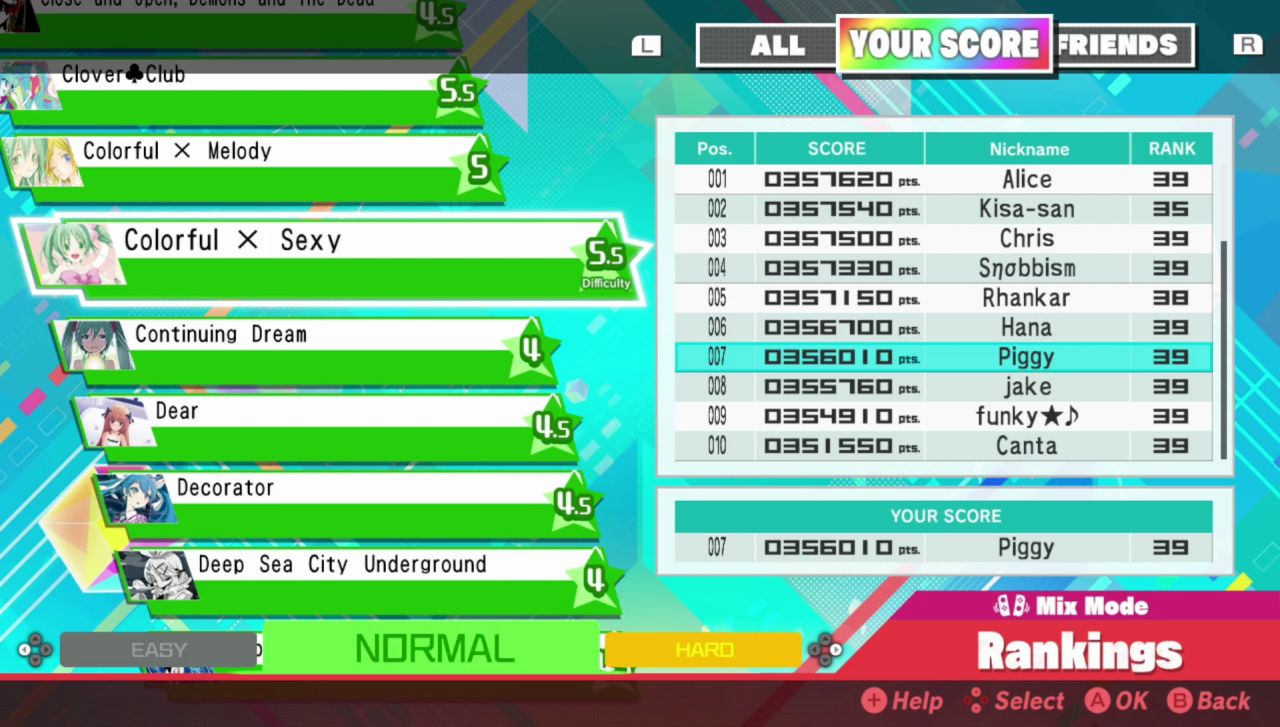 Close and Open, Demons and The Dead
4.5
Clover♣Club
5.5
Colorful × Melody
5
Colorful × Sexy
5.5
Difficulty
Continuing Dream
4
Dear
4.5
Decorator
4.5
Deep Sea City Underground
4
EASY
NORMAL
HARD
L
ALL
YOUR SCORE
FRIENDS
R
Pos. SCORE Nickname RANK
001 0357620 pts. Alice 39
002 0357540 pts. Kisa-san 35
003 0357500 pts. Chris 39
004 0357330 pts. Sησbbism 39
005 0357150 pts. Rhankar 38
006 0356700 pts. Hana 39
007 0356010 pts. Piggy 39
008 0355760 pts. jake 39
009 0354910 pts. funky★♪ 39
010 0351550 pts. Canta 39
YOUR SCORE
007 0356010 pts. Piggy 39
Mix Mode
Rankings
+ Help Select A OK B Back